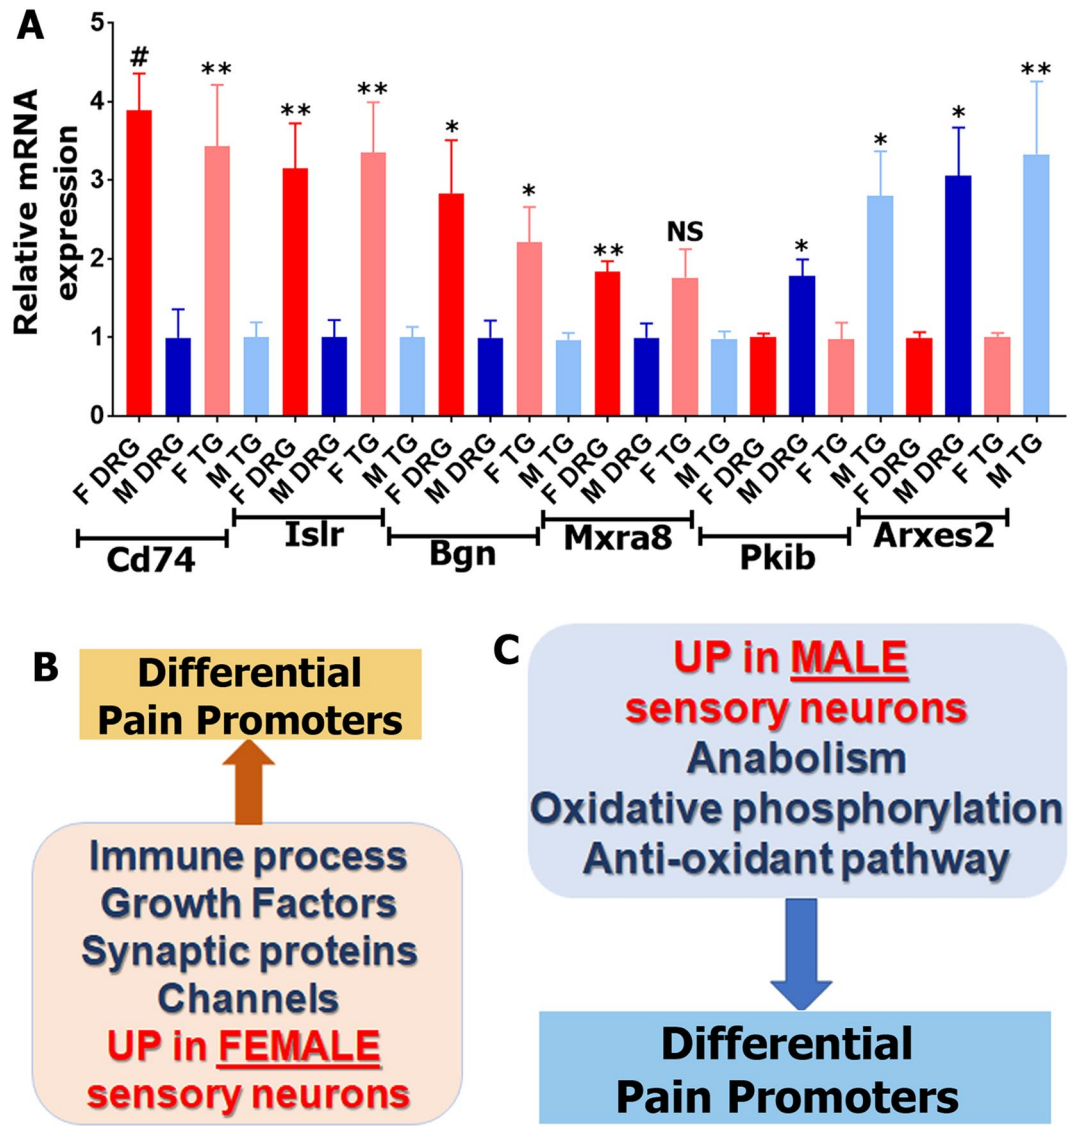 A
Relative mRNA
expression
5
4
3
2
1
0
#
**
**
**
*
*
**
NS
*
*
*
**
F DRG
M DRG
F TG
M TG
F DRG
M DRG
F TG
M TG
F DRG
M DRG
F TG
M TG
F DRG
M DRG
F TG
M TG
F DRG
M DRG
F TG
M TG
F DRG
M DRG
F TG
M TG
Cd74
Islr
Bgn
Mxra8
Pkib
Arxes2
B
Differential
Pain Promoters
Immune process
Growth Factors
Synaptic proteins
Channels
UP in FEMALE
sensory neurons
C
UP in MALE
sensory neurons
Anabolism
Oxidative phosphorylation
Anti-oxidant pathway
Differential
Pain Promoters